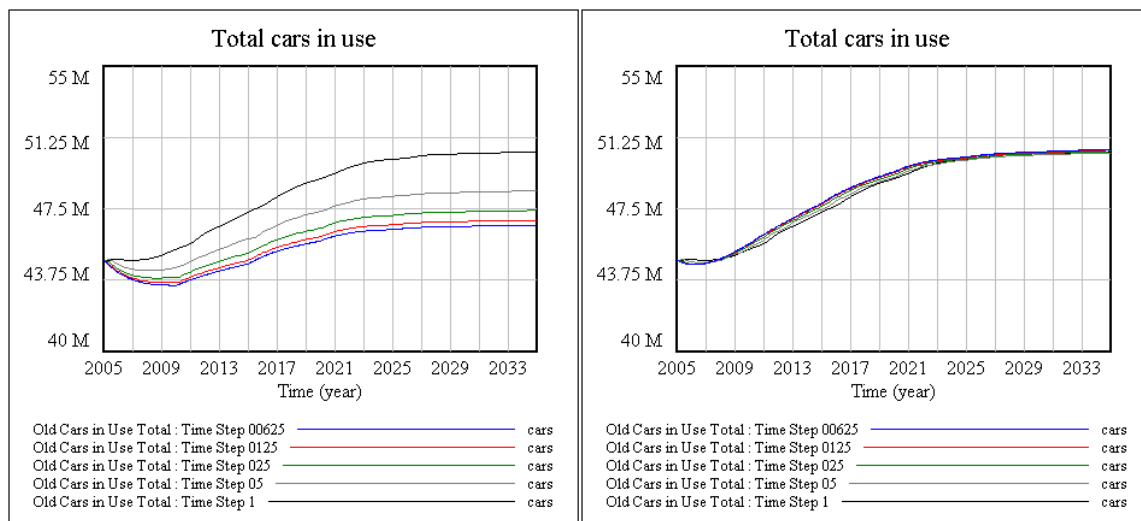 Total cars in use
55 M
51.25 M
47.5 M
43.75 M
40 M
2005 2009 2013 2017 2021 2025 2029 2033
Time (year)
Old Cars in Use Total : Time Step 00625 cars
Old Cars in Use Total : Time Step 0125 cars
Old Cars in Use Total : Time Step 025 cars
Old Cars in Use Total : Time Step 05 cars
Old Cars in Use Total : Time Step 1 cars
Total cars in use
55 M
51.25 M
47.5 M
43.75 M
40 M
2005 2009 2013 2017 2021 2025 2029 2033
Time (year)
Old Cars in Use Total : Time Step 00625 cars
Old Cars in Use Total : Time Step 0125 cars
Old Cars in Use Total : Time Step 025 cars
Old Cars in Use Total : Time Step 05 cars
Old Cars in Use Total : Time Step 1 cars